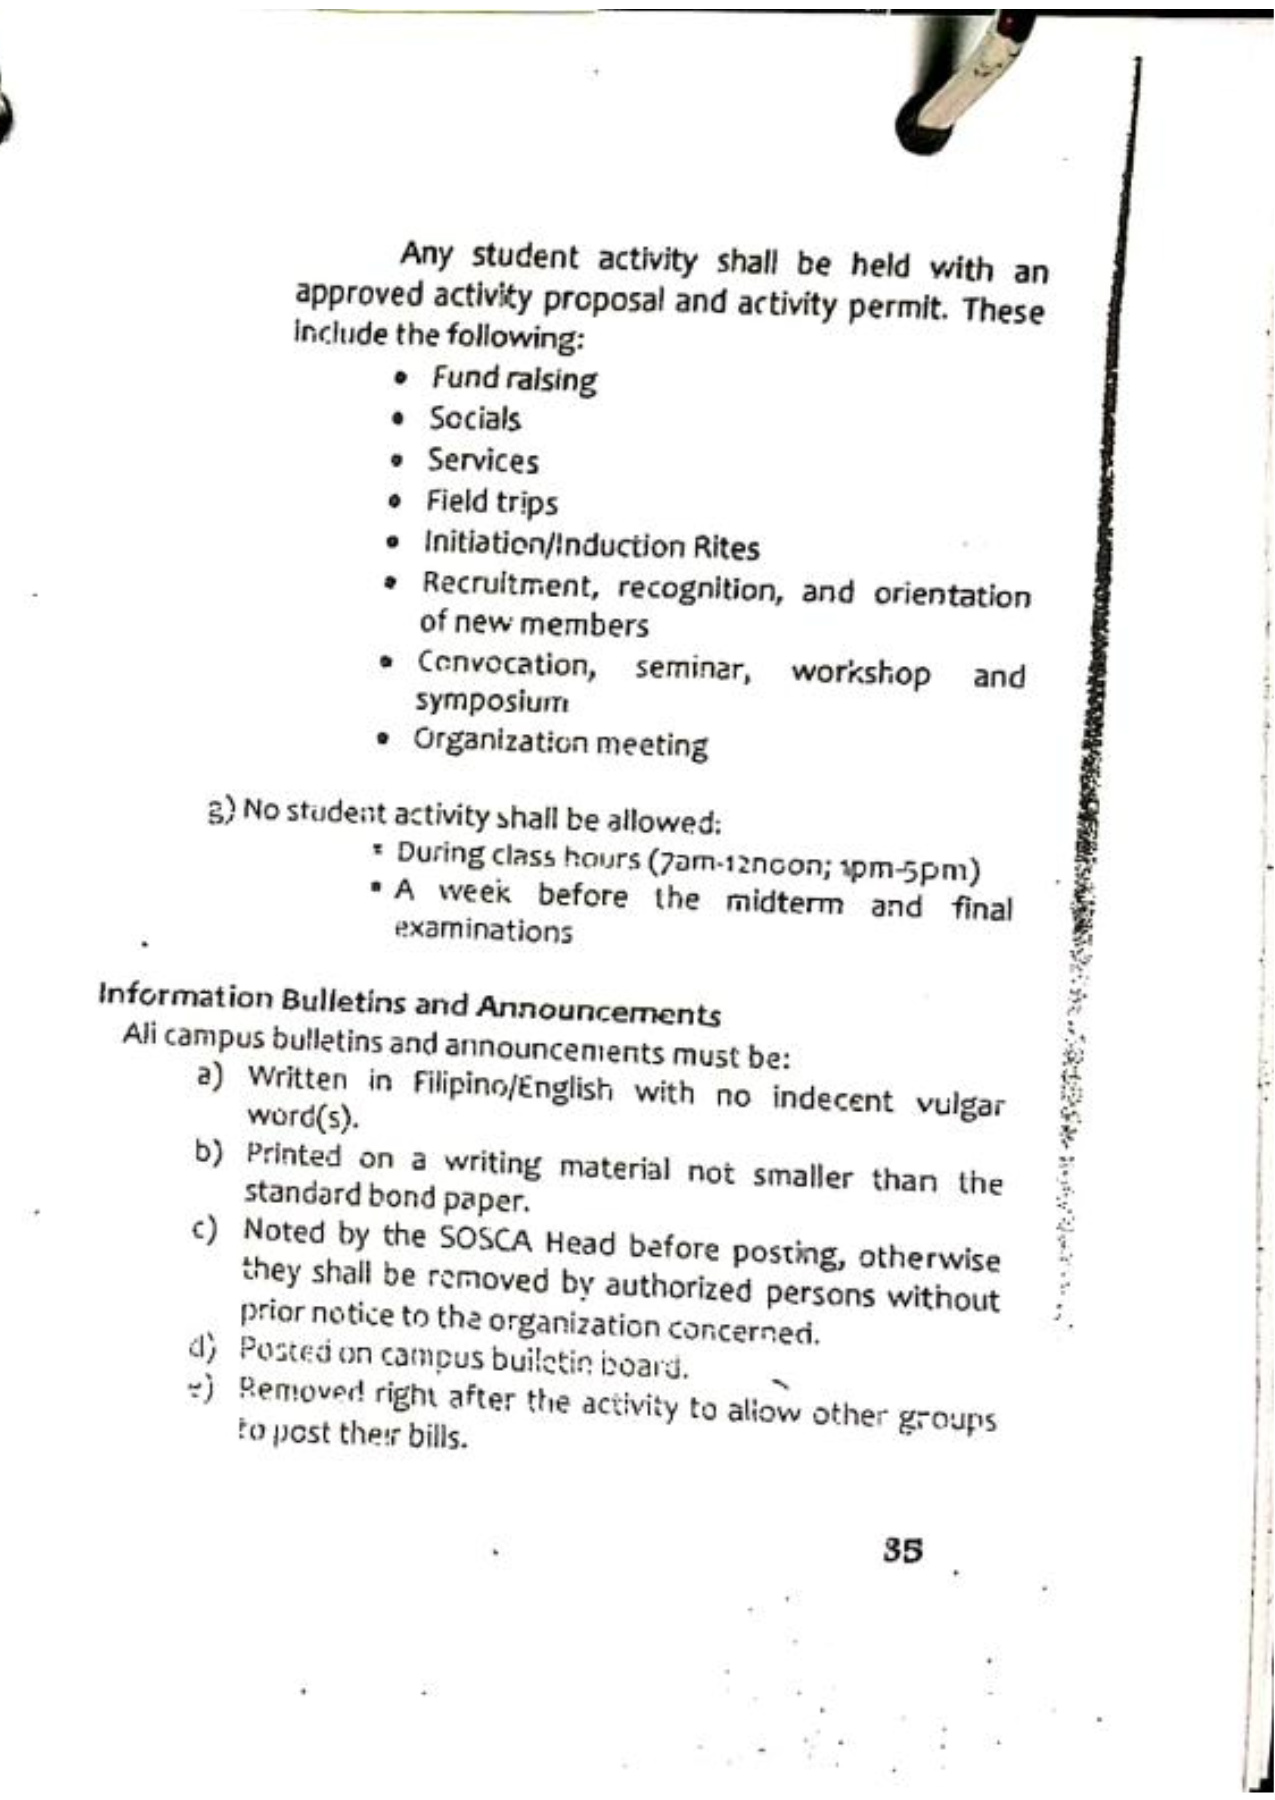 Any student activity shall be held with an
approved activity proposal and activity permit. These
include the following:
• Fund raising
• Socials
• Services
• Field trips
• Initiation/Induction Rites
• Recruitment, recognition, and orientation
of new members
• Convocation, seminar, workshop and
symposium
• Organization meeting
g) No student activity shall be allowed:
▪ During class hours (7am-12noon; 1pm-5pm)
▪ A week before the midterm and final
examinations
Information Bulletins and Announcements
All campus bulletins and announcements must be:
a) Written in Filipino/English with no indecent vulgar
word(s).
b) Printed on a writing material not smaller than the
standard bond paper.
c) Noted by the SOSCA Head before posting, otherwise
they shall be removed by authorized persons without
prior notice to the organization concerned.
d) Posted on campus bulletin board.
e) Removed right after the activity to allow other groups
to post their bills.
35